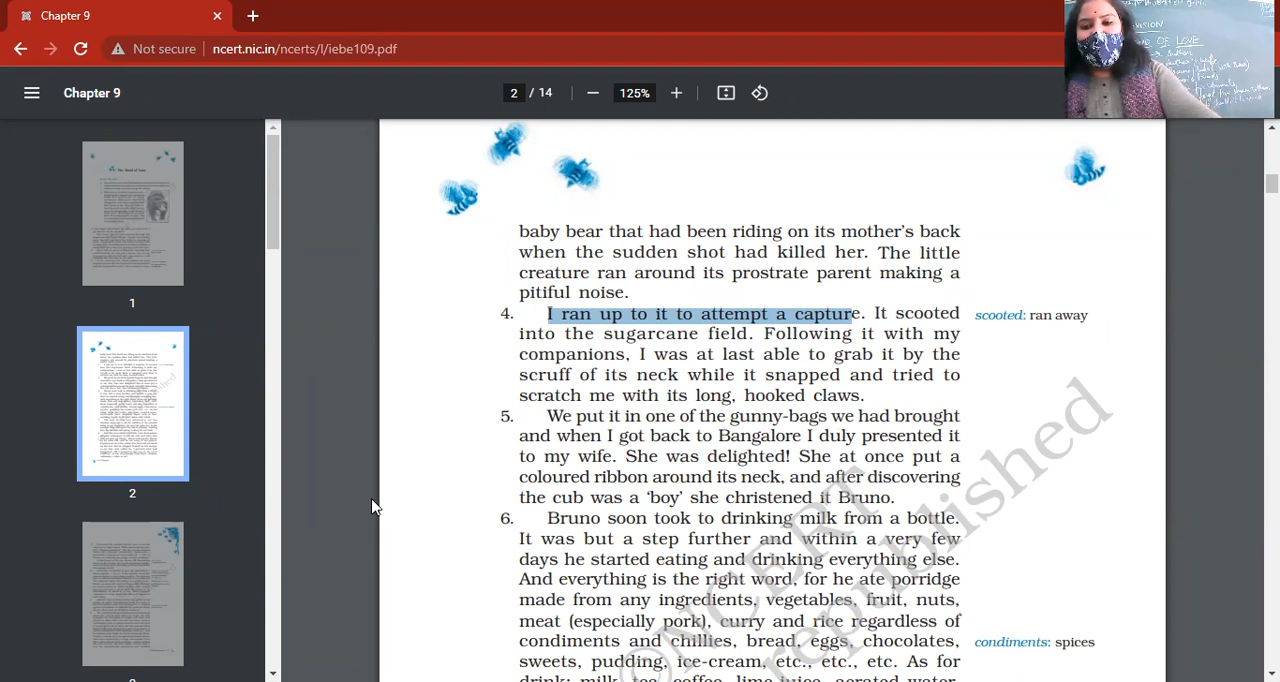 Chapter 9
Not secure
ncert.nic.in/ncerts/l/iebe109.pdf
Chapter 9
2 / 14
125%
VISION
OF LOVE
1
2
baby bear that had been riding on its mother's back
when the sudden shot had killed her. The little
creature ran around its prostrate parent making a
pitiful noise.
4. I ran up to it to attempt a capture. It scooted
scooted: ran away
into the sugarcane field. Following it with my
companions, I was at last able to grab it by the
scruff of its neck while it snapped and tried to
scratch me with its long, hooked claws.
5. We put it in one of the gunny-bags we had brought
and when I got back to Bangalore I duly presented it
to my wife. She was delighted! She at once put a
coloured ribbon around its neck, and after discovering
the cub was a ‘boy’ she christened it Bruno.
6. Bruno soon took to drinking milk from a bottle.
It was but a step further and within a very few
days he started eating and drinking everything else.
And everything is the right word, for he ate porridge
made from any ingredients, vegetables, fruit, nuts,
meat (especially pork), curry and rice regardless of
condiments and chillies, bread, eggs, chocolates,
condiments: spices
sweets, pudding, ice-cream, etc., etc., etc. As for
drink: milk, tea, coffee, lime-juice, aerated water,
©NCERT
republished